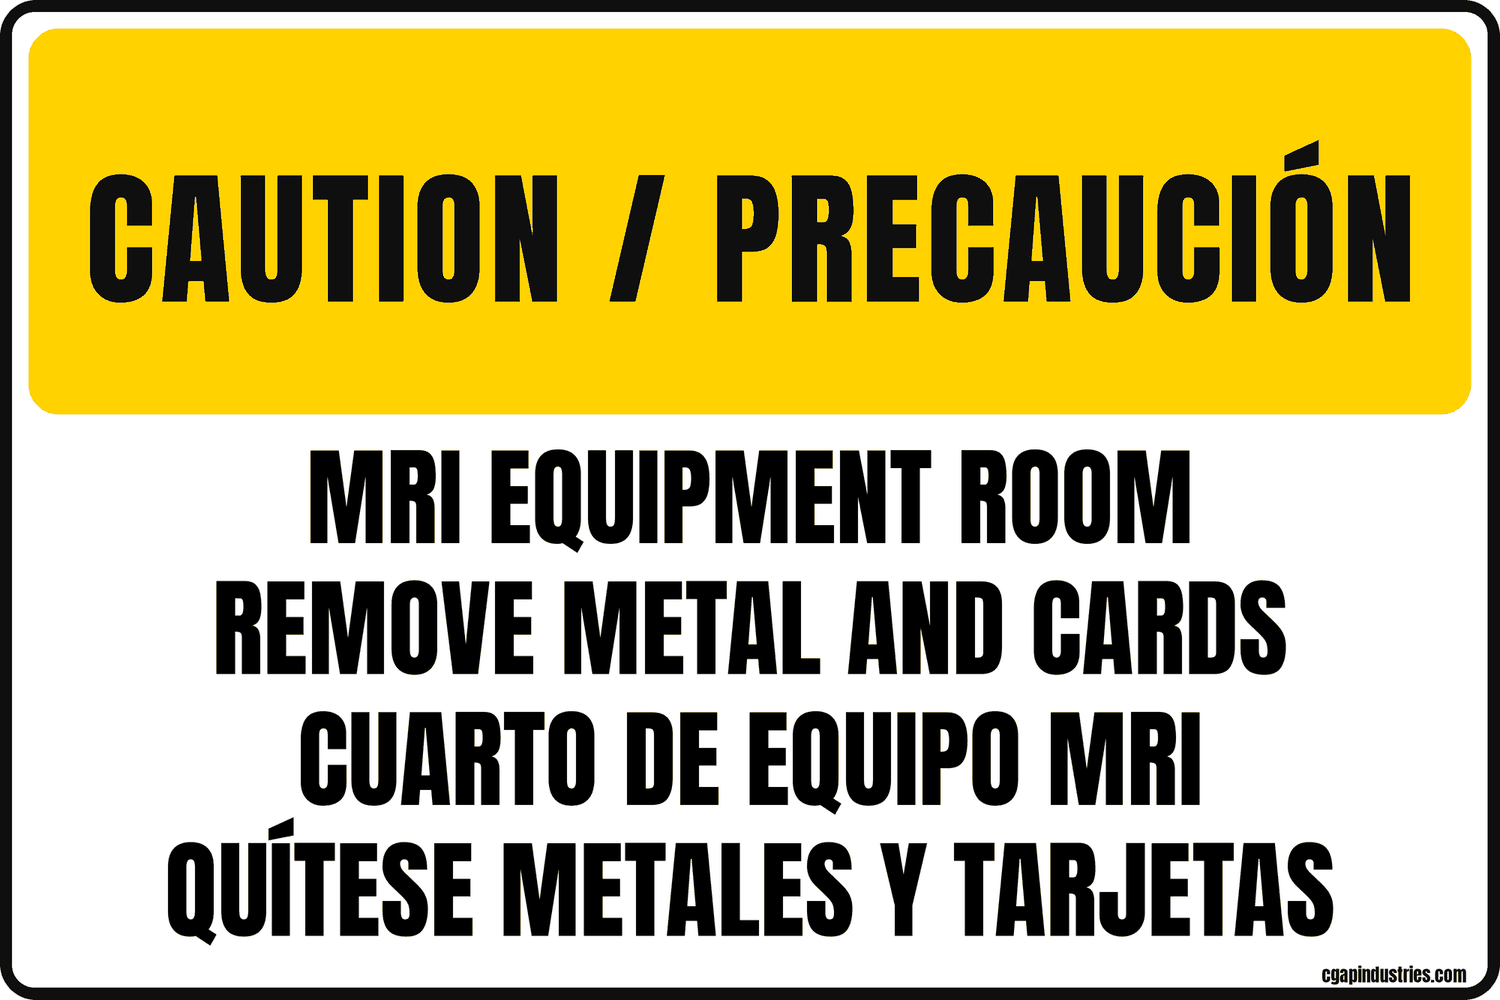 CAUTION / PRECAUCIÓN
MRI EQUIPMENT ROOM
REMOVE METAL AND CARDS
CUARTO DE EQUIPO MRI
QUÍTESE METALES Y TARJETAS
cgapindustries.com